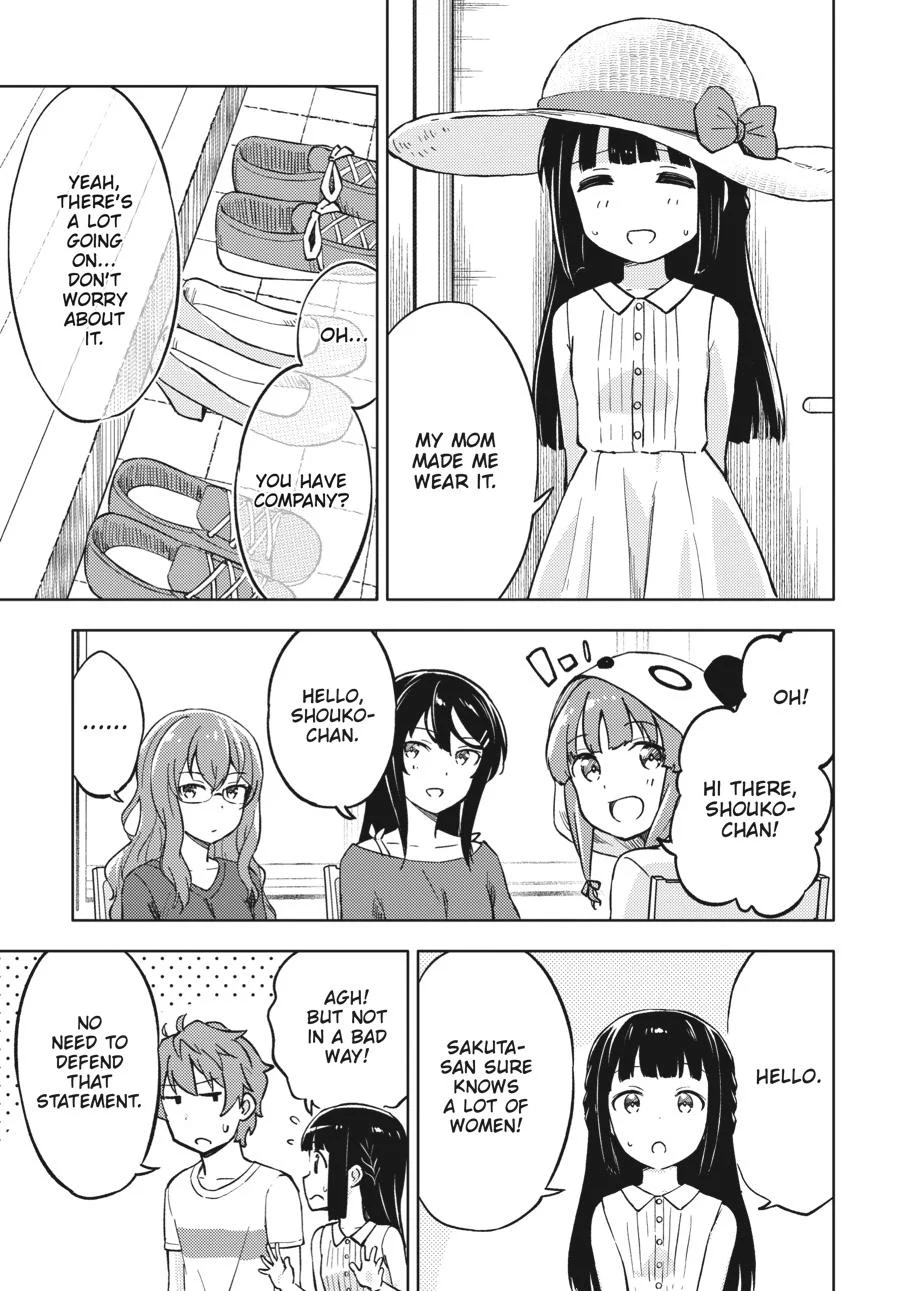 MY MOM
MADE ME
WEAR IT.
OH...
YOU HAVE
COMPANY?
YEAH,
THERE'S
A LOT
GOING
ON...
DON'T
WORRY
ABOUT
IT.
OH!
HI THERE,
SHOUKO-
CHAN!
HELLO,
SHOUKO-
CHAN.
......
HELLO.
SAKUTA-
SAN SURE
KNOWS
A LOT OF
WOMEN!
AGH!
BUT NOT
IN A BAD
WAY!
NO
NEED TO
DEFEND
THAT
STATEMENT.